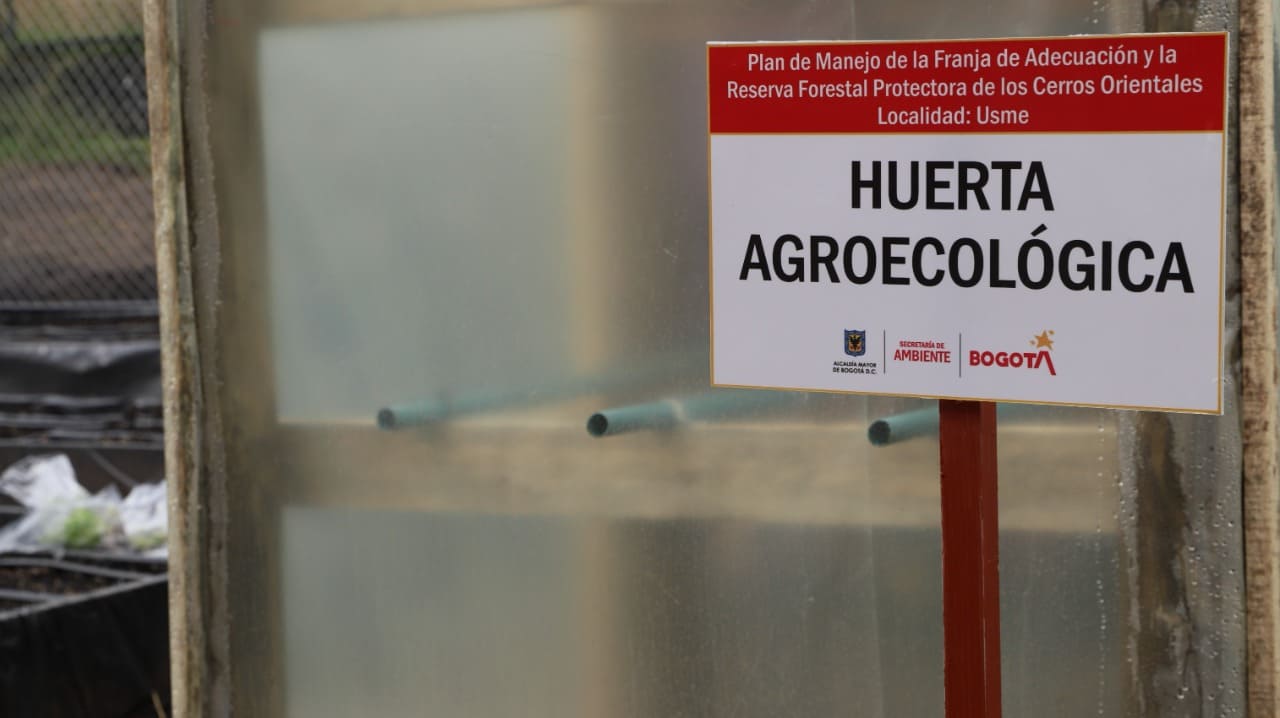 Plan de Manejo de la Franja de Adecuación y la
Reserva Forestal Protectora de los Cerros Orientales
Localidad: Usme
HUERTA
AGROECOLÓGICA
ALCALDÍA MAYOR
DE BOGOTÁ D.C.
SECRETARÍA DE
AMBIENTE
BOGOTÁ